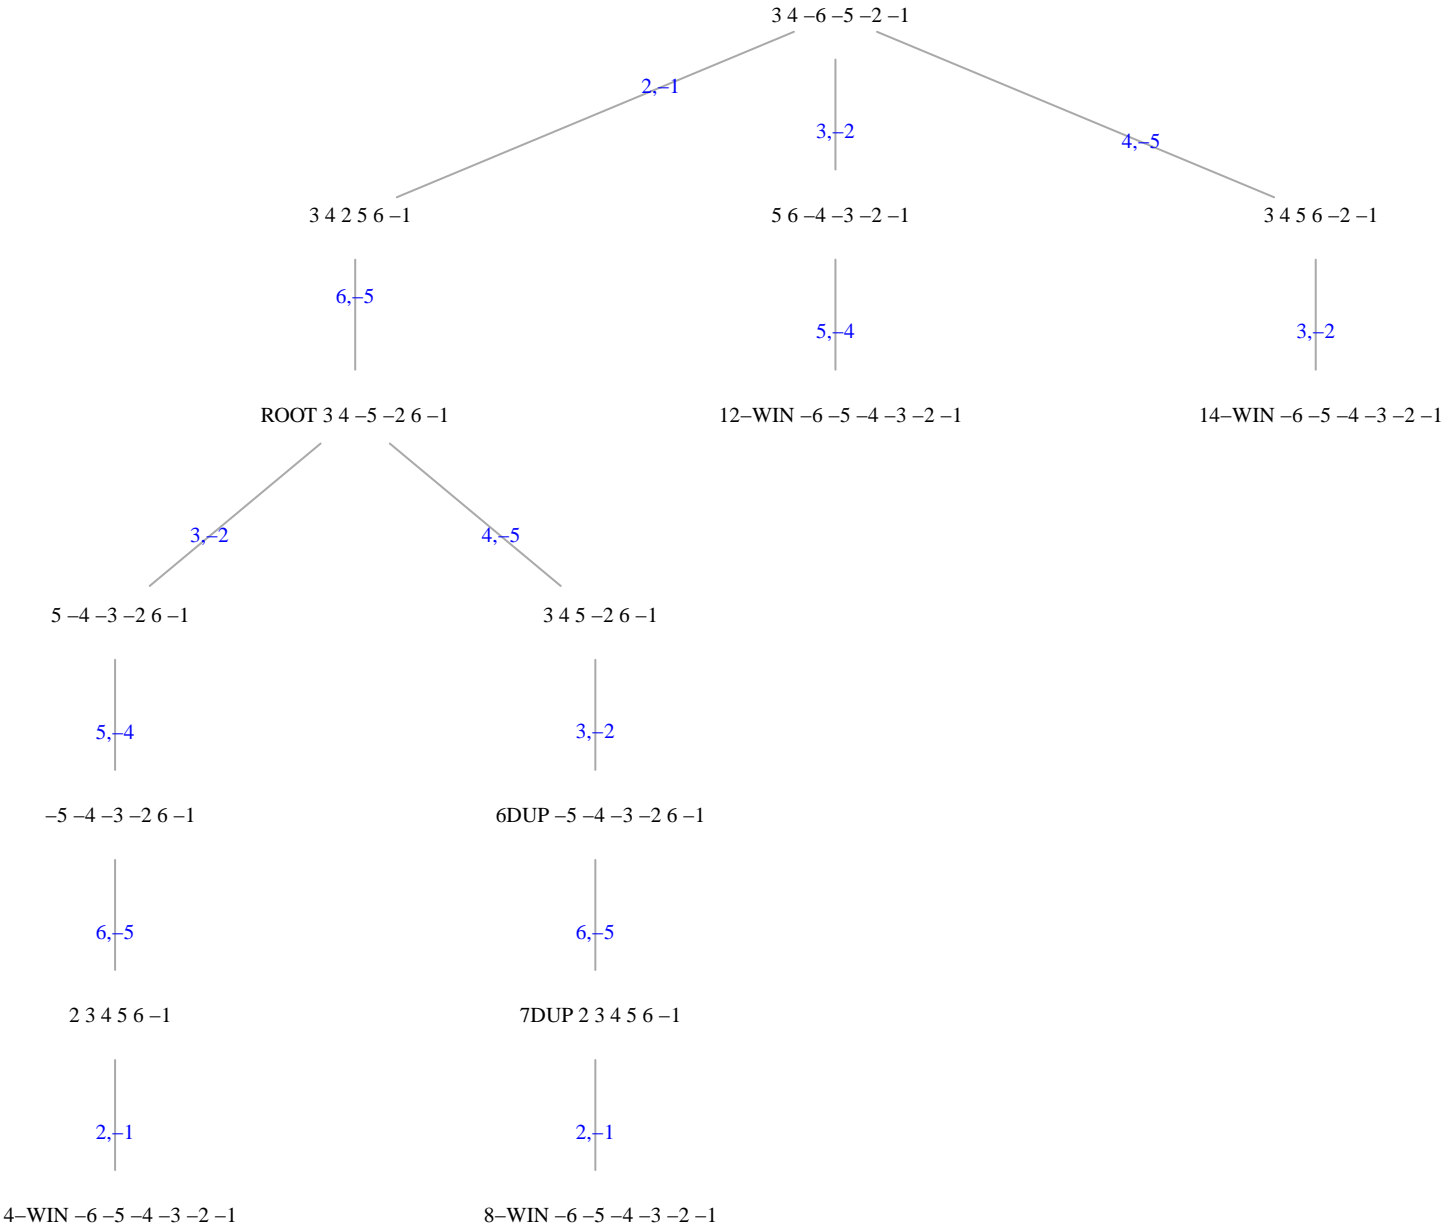 3 4 –6 –5 –2 –1
2,–1
3,–2
4,–5
3 4 2 5 6 –1
5 6 –4 –3 –2 –1
3 4 5 6 –2 –1
6,–5
5,–4
3,–2
ROOT 3 4 –5 –2 6 –1
12–WIN –6 –5 –4 –3 –2 –1
14–WIN –6 –5 –4 –3 –2 –1
3,–2
4,–5
5 –4 –3 –2 6 –1
3 4 5 –2 6 –1
5,–4
3,–2
–5 –4 –3 –2 6 –1
6DUP –5 –4 –3 –2 6 –1
6,–5
6,–5
2 3 4 5 6 –1
7DUP 2 3 4 5 6 –1
2,–1
2,–1
4–WIN –6 –5 –4 –3 –2 –1
8–WIN –6 –5 –4 –3 –2 –1